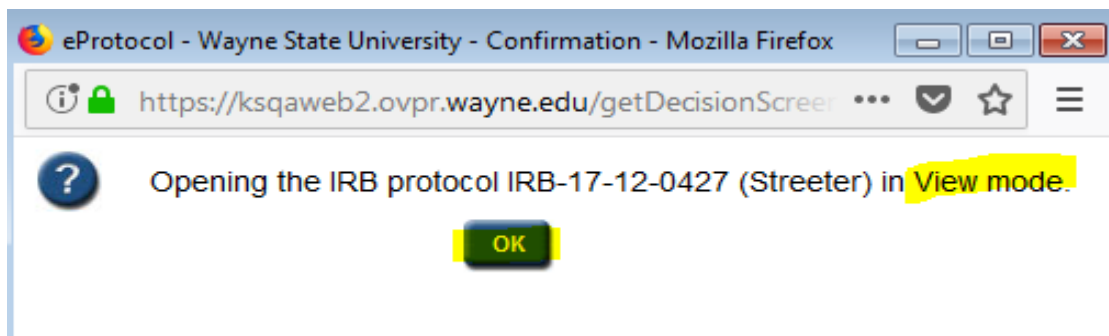 eProtocol - Wayne State University - Confirmation - Mozilla Firefox
https://ksqaweb2.ovpr.wayne.edu/getDecisionScreen
Opening the IRB protocol IRB-17-12-0427 (Streeter) in View mode.
OK